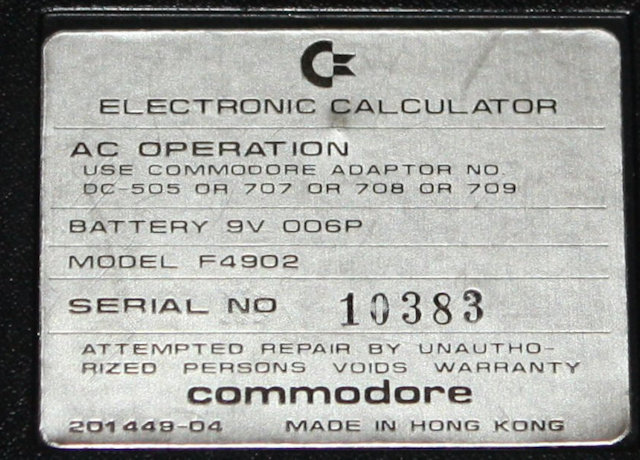 ELECTRONIC CALCULATOR
AC OPERATION
USE COMMODORE ADAPTOR NO.
DC-505 OR 707 OR 708 OR 709
BATTERY 9V 006P
MODEL F4902
SERIAL NO 10383
ATTEMPTED REPAIR BY UNAUTHO-
RIZED PERSONS VOIDS WARRANTY
commodore
201449-04 MADE IN HONG KONG